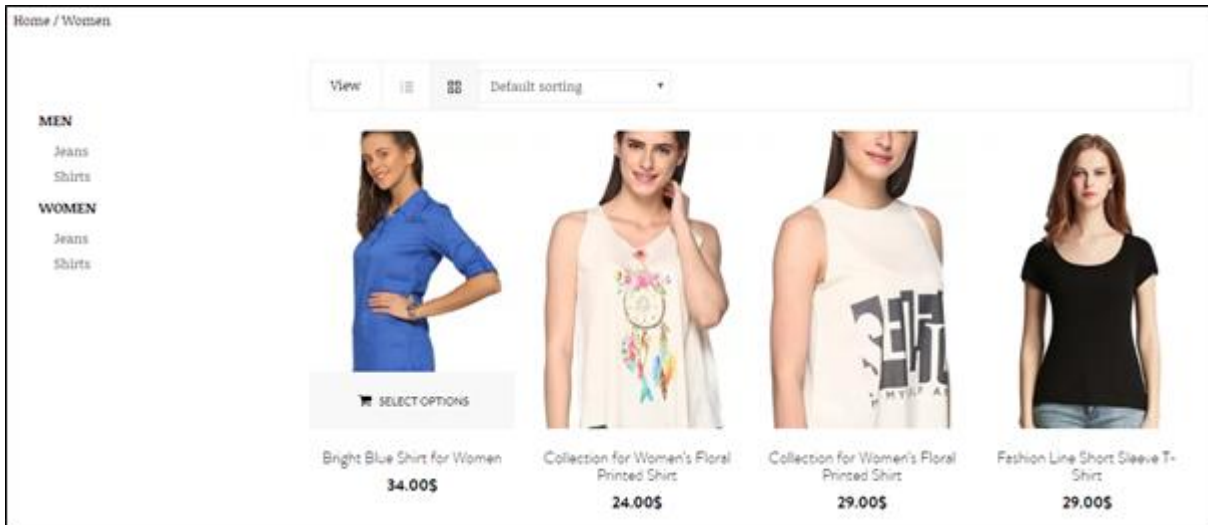 Home / Women
View
Default sorting
MEN
Jeans
Shirts
WOMEN
Jeans
Shirts
SELECT OPTIONS
Bright Blue Shirt for Women
34.00$
Collection for Women's Floral
Printed Shirt
24.00$
Collection for Women's Floral
Printed Shirt
29.00$
Fashion Line Short Sleeve T-
Shirt
29.00$